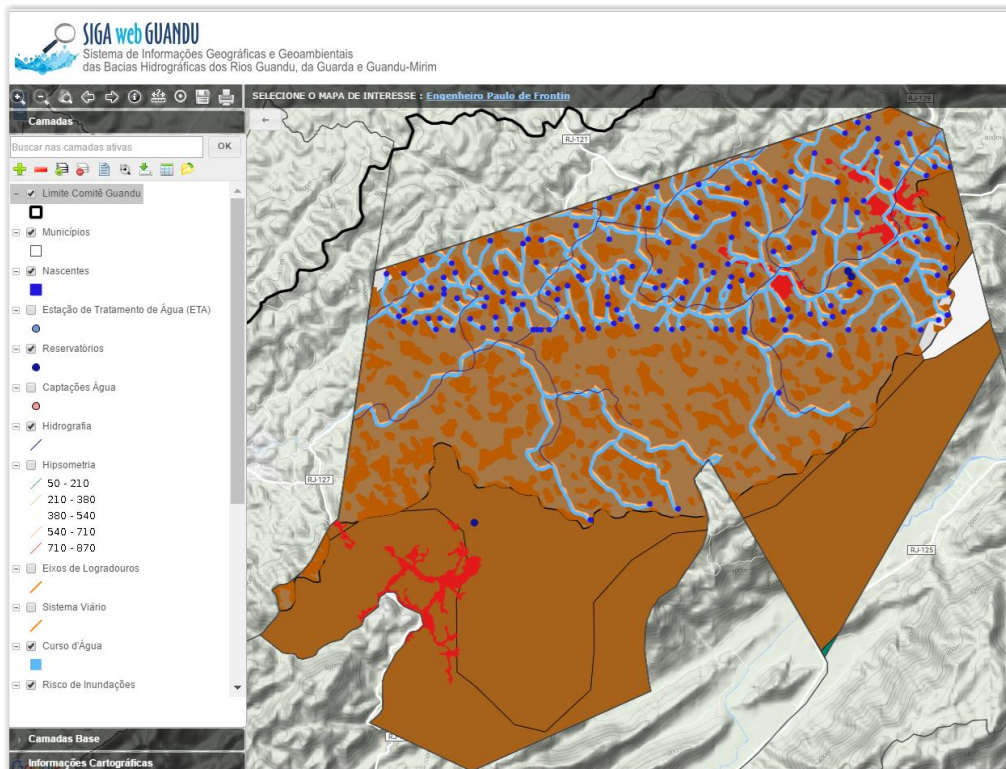 SIGA web GUANDU
Sistema de Informações Geográficas e Geoambientais
das Bacias Hidrográficas dos Rios Guandu, da Guarda e Guandu-Mirim
SELECIONE O MAPA DE INTERESSE : Engenheiro Paulo de Frontin
Camadas
Buscar nas camadas ativas
OK
Limite Comitê Guandu
Municípios
Nascentes
Estação de Tratamento de Água (ETA)
Reservatórios
Captações Água
Hidrografia
Hipsometria
50 - 210
210 - 380
380 - 540
540 - 710
710 - 870
Eixos de Logradouros
Sistema Viário
Curso d'Água
Risco de Inundações
Camadas Base
Informações Cartográficas
RJ-129
RJ-121
RJ-127
RJ-125